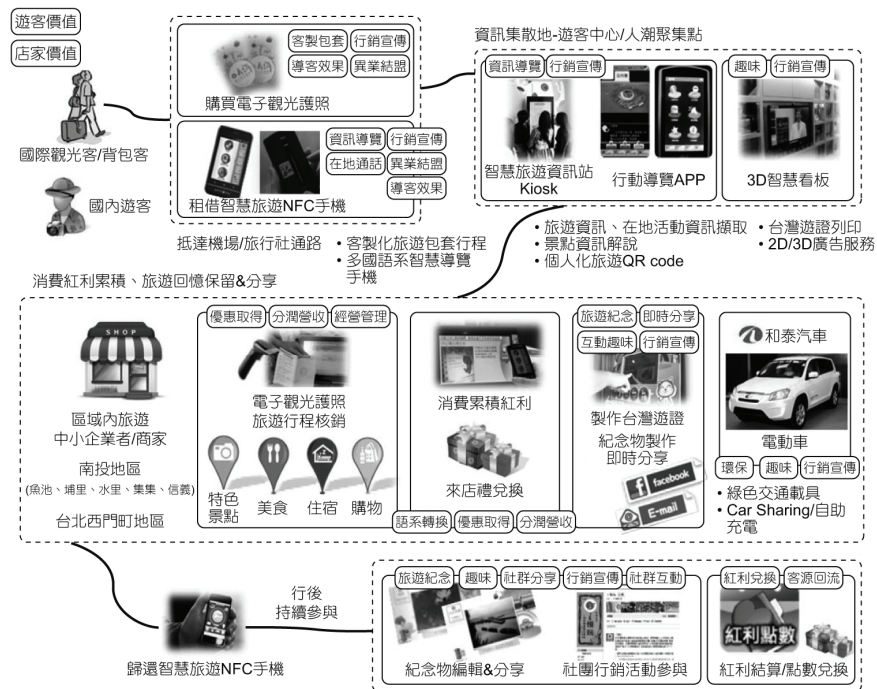 遊客價值
店家價值
國際觀光客/背包客
國內遊客
客製包套
行銷宣傳
導客效果
異業結盟
購買電子觀光護照
資訊導覽
行銷宣傳
在地通話
異業結盟
導客效果
租借智慧旅遊NFC手機
抵達機場/旅行社通路
• 客製化旅遊包套行程
• 多國語系智慧導覽
手機
資訊集散地-遊客中心/人潮聚集點
資訊導覽
行銷宣傳
智慧旅遊資訊站
Kiosk
行動導覽APP
趣味
行銷宣傳
3D智慧看板
• 旅遊資訊、在地活動資訊擷取
• 景點資訊解說
• 個人化旅遊QR code
• 台灣遊證列印
• 2D/3D廣告服務
消費紅利累積、旅遊回憶保留&分享
SHOP
區域內旅遊
中小企業者/商家
南投地區
(魚池、埔里、水里、集集、信義)
台北西門町地區
優惠取得
分潤營收
經營管理
電子觀光護照
旅遊行程核銷
特色
景點
美食
住宿
購物
消費累積紅利
來店禮兌換
語系轉換
優惠取得
分潤營收
旅遊紀念
即時分享
互動趣味
行銷宣傳
製作台灣遊證
紀念物製作
即時分享
facebook
E-mail
和泰汽車
電動車
環保
趣味
行銷宣傳
• 綠色交通載具
• Car Sharing/自助
充電
歸還智慧旅遊NFC手機
行後
持續參與
旅遊紀念
趣味
社群分享
行銷宣傳
社群互動
紀念物編輯&分享
社團行銷活動參與
紅利兌換
客源回流
紅利點數
紅利結算/點數兌換